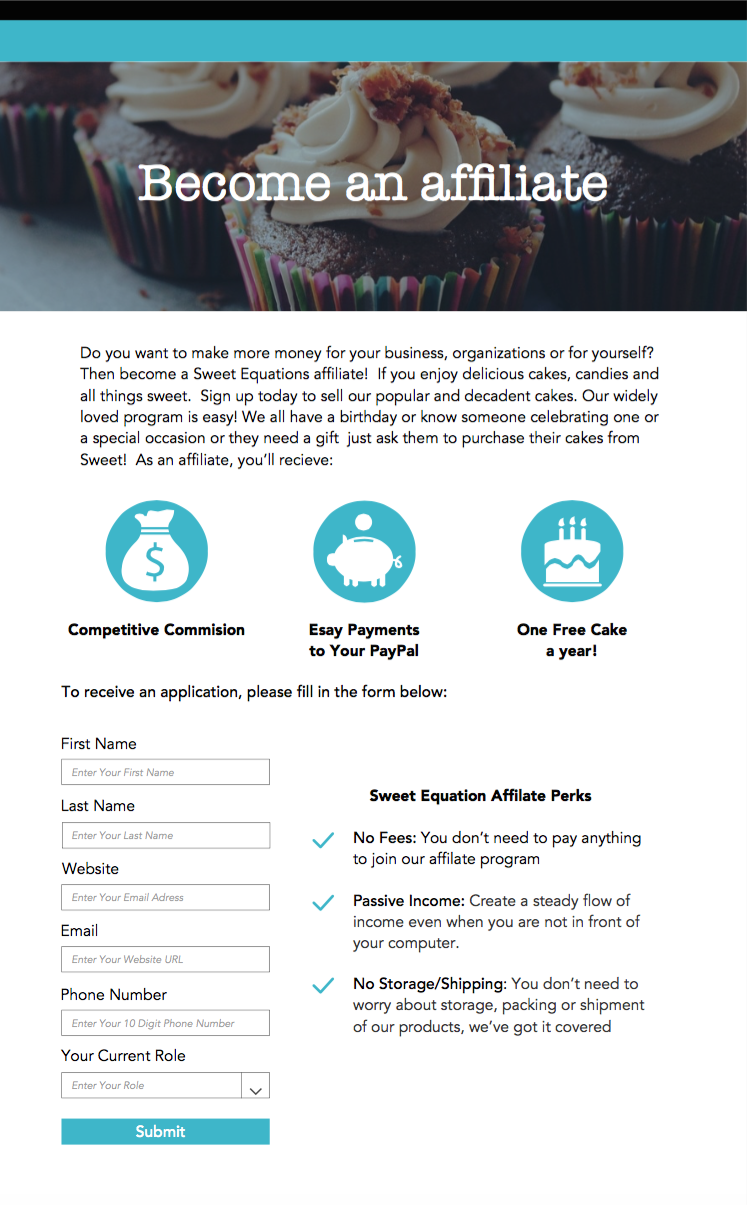 Become an affiliate
Do you want to make more money for your business, organizations or for yourself?
Then become a Sweet Equations affiliate!  If you enjoy delicious cakes, candies and
all things sweet.  Sign up today to sell our popular and decadent cakes. Our widely
loved program is easy! We all have a birthday or know someone celebrating one or
a special occasion or they need a gift  just ask them to purchase their cakes from
Sweet!  As an affiliate, you’ll recieve:
$
Competitive Commision
Esay Payments
to Your PayPal
One Free Cake
a year!
To receive an application, please fill in the form below:
First Name
Enter Your First Name
Last Name
Enter Your Last Name
Website
Enter Your Email Adress
Email
Enter Your Website URL
Phone Number
Enter Your 10 Digit Phone Number
Your Current Role
Enter Your Role
Submit
Sweet Equation Affilate Perks
No Fees: You don’t need to pay anything
to join our affilate program
Passive Income: Create a steady flow of
income even when you are not in front of
your computer.
No Storage/Shipping: You don’t need to
worry about storage, packing or shipment
of our products, we’ve got it covered